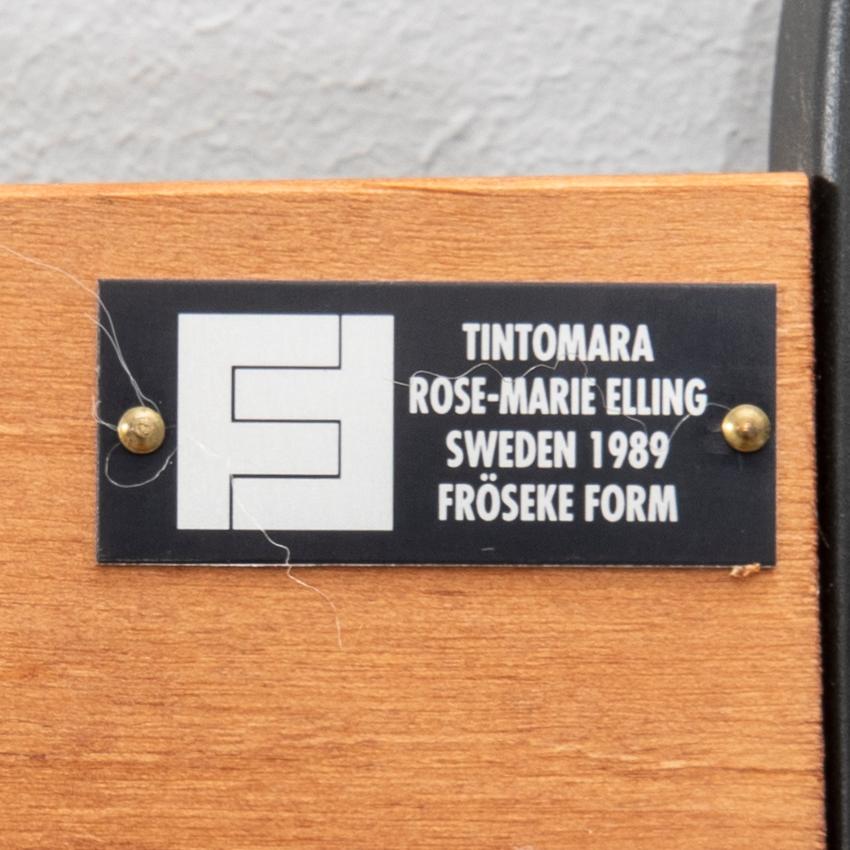 TINTOMARA
ROSE-MARIE ELLING
SWEDEN 1989
FRÖSEKE FORM